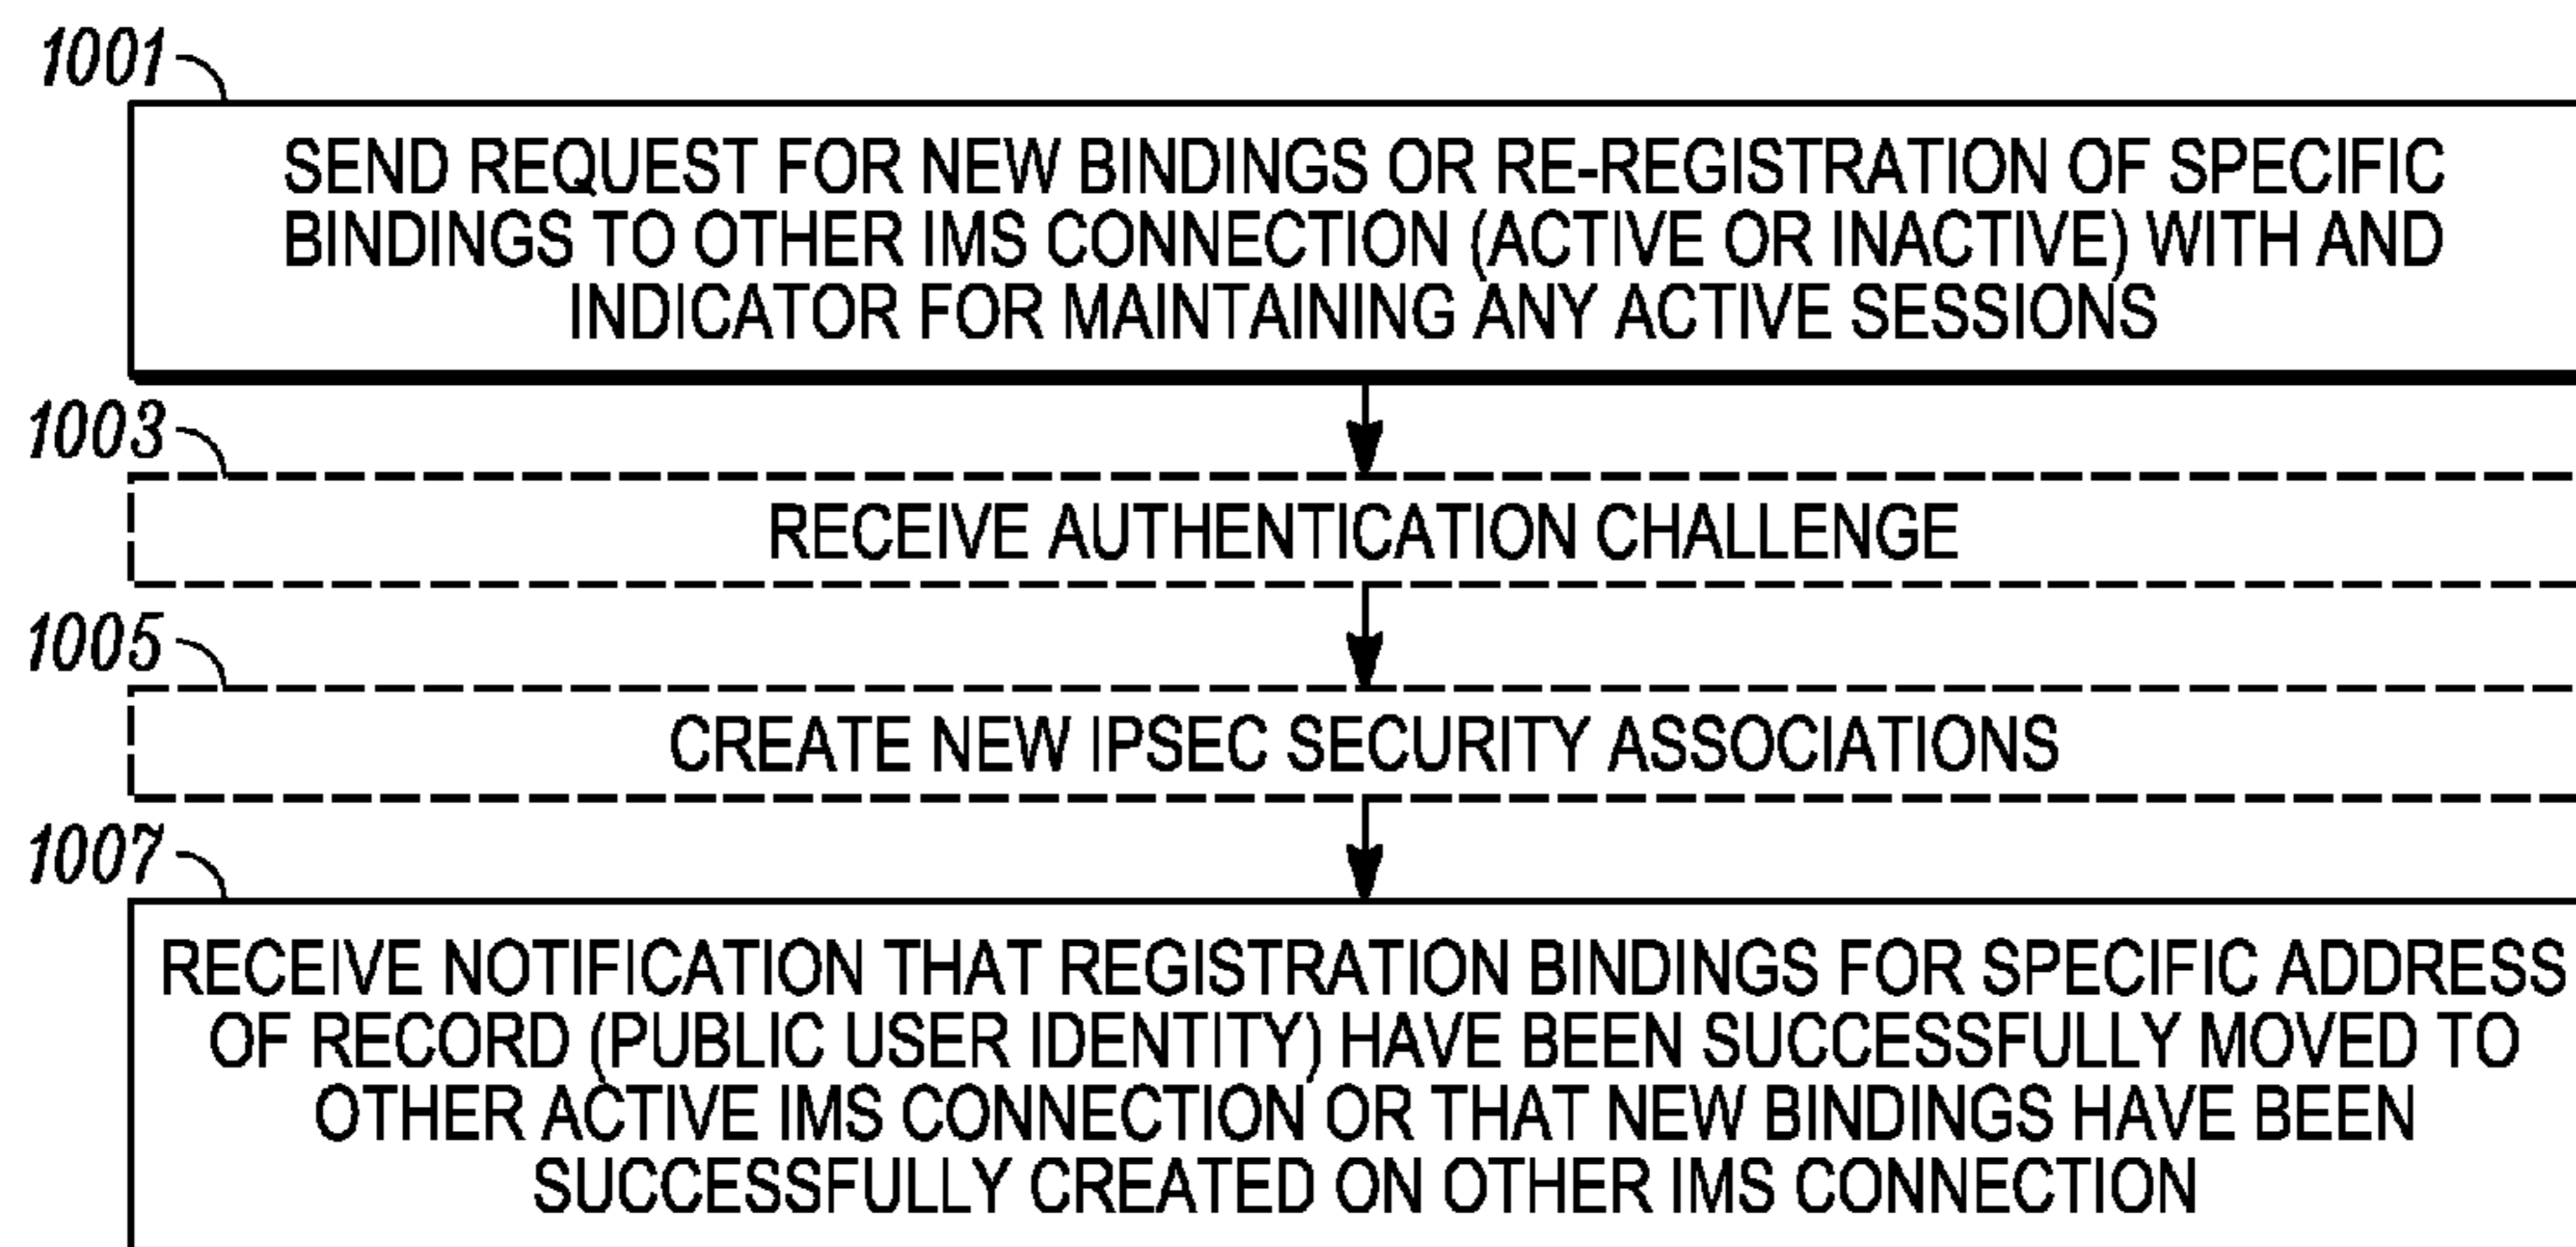 1001
SEND REQUEST FOR NEW BINDINGS OR RE-REGISTRATION OF SPECIFIC
BINDINGS TO OTHER IMS CONNECTION (ACTIVE OR INACTIVE) WITH AND
INDICATOR FOR MAINTAINING ANY ACTIVE SESSIONS
1003
RECEIVE AUTHENTICATION CHALLENGE
1005
CREATE NEW IPSEC SECURITY ASSOCIATIONS
1007
RECEIVE NOTIFICATION THAT REGISTRATION BINDINGS FOR SPECIFIC ADDRESS
OF RECORD (PUBLIC USER IDENTITY) HAVE BEEN SUCCESSFULLY MOVED TO
OTHER ACTIVE IMS CONNECTION OR THAT NEW BINDINGS HAVE BEEN
SUCCESSFULLY CREATED ON OTHER IMS CONNECTION